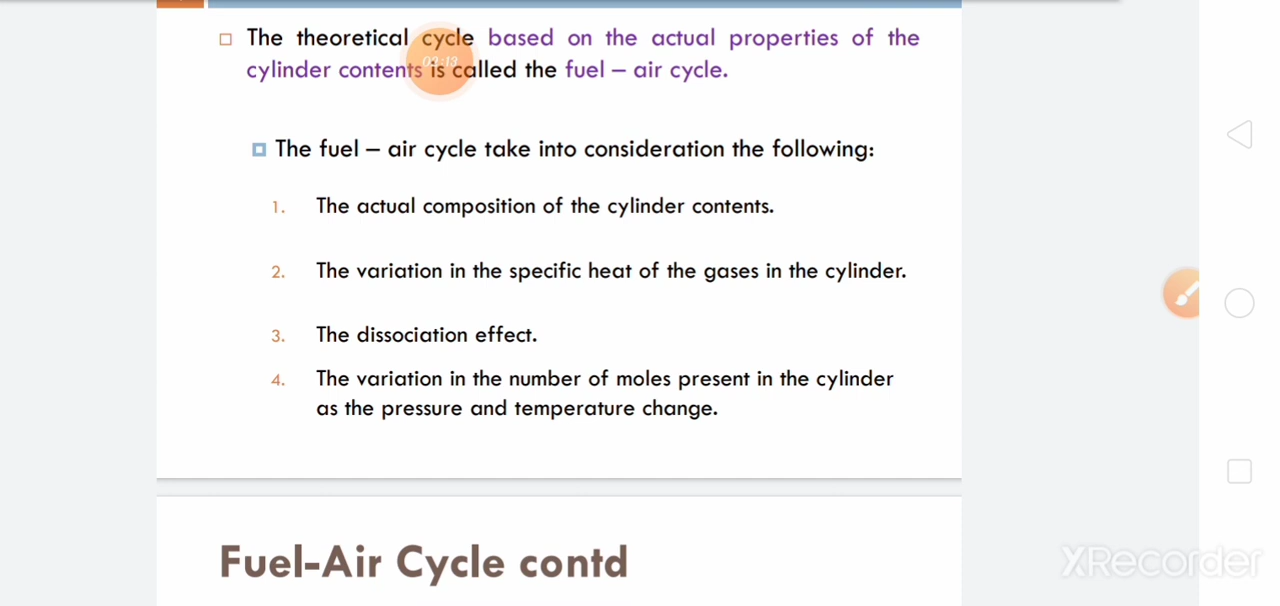 The theoretical cycle based on the actual properties of the
cylinder contents is called the fuel – air cycle.
02:13
The fuel – air cycle take into consideration the following:
1. The actual composition of the cylinder contents.
2. The variation in the specific heat of the gases in the cylinder.
3. The dissociation effect.
4. The variation in the number of moles present in the cylinder
as the pressure and temperature change.
Fuel-Air Cycle contd
XRecorder